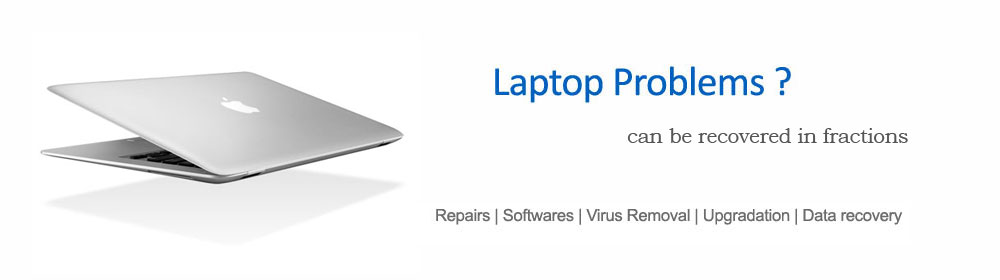 Laptop Problems ?
can be recovered in fractions
Repairs | Softwares | Virus Removal | Upgradation | Data recovery